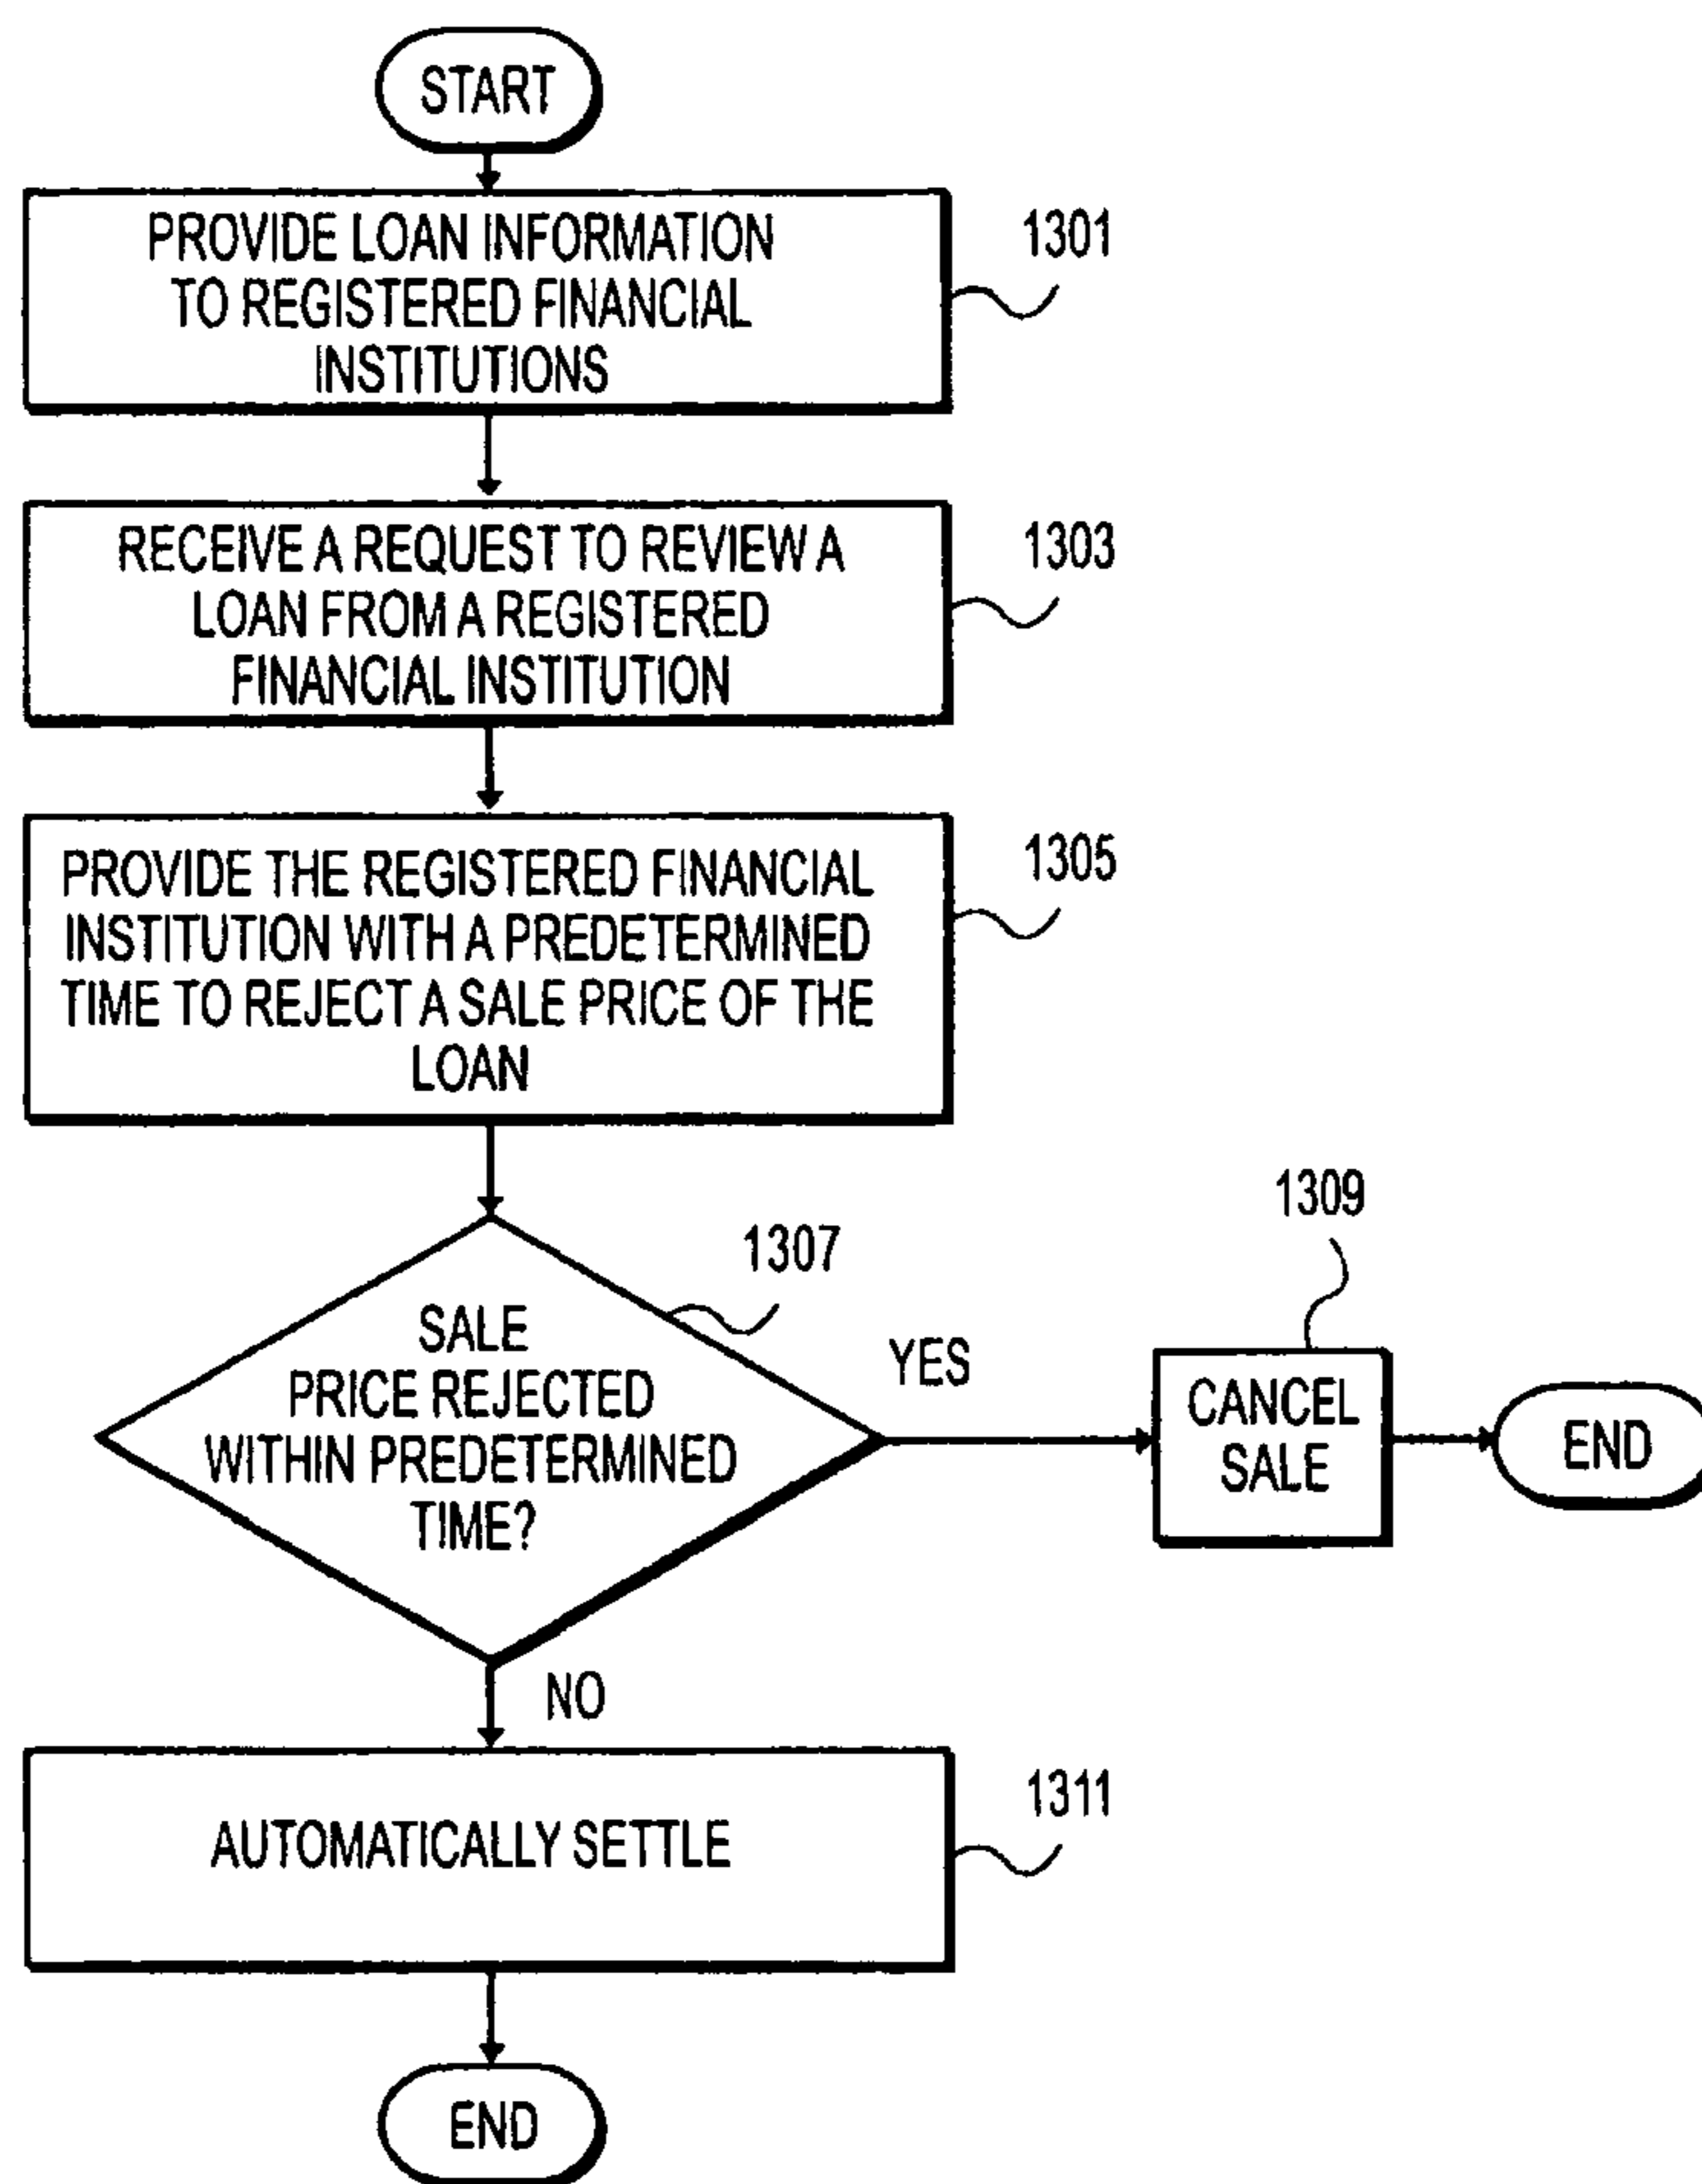 START
PROVIDE LOAN INFORMATION
TO REGISTERED FINANCIAL
INSTITUTIONS
1301
RECEIVE A REQUEST TO REVIEW A
LOAN FROM A REGISTERED
FINANCIAL INSTITUTION
1303
PROVIDE THE REGISTERED FINANCIAL
INSTITUTION WITH A PREDETERMINED
TIME TO REJECT A SALE PRICE OF THE
LOAN
1305
SALE
PRICE REJECTED
WITHIN PREDETERMINED
TIME?
1307
YES
1309
CANCEL
SALE
END
NO
AUTOMATICALLY SETTLE
1311
END